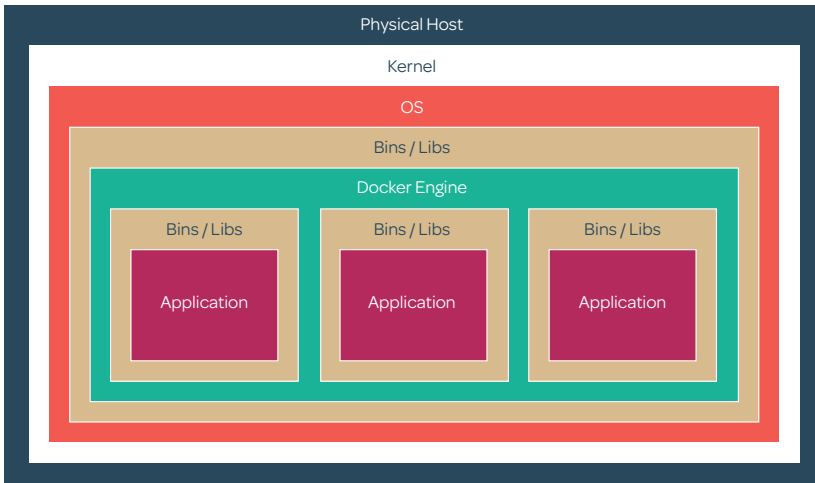 Physical Host
Kernel
OS
Bins / Libs
Docker Engine
Bins / Libs
Bins / Libs
Bins / Libs
Application
Application
Application